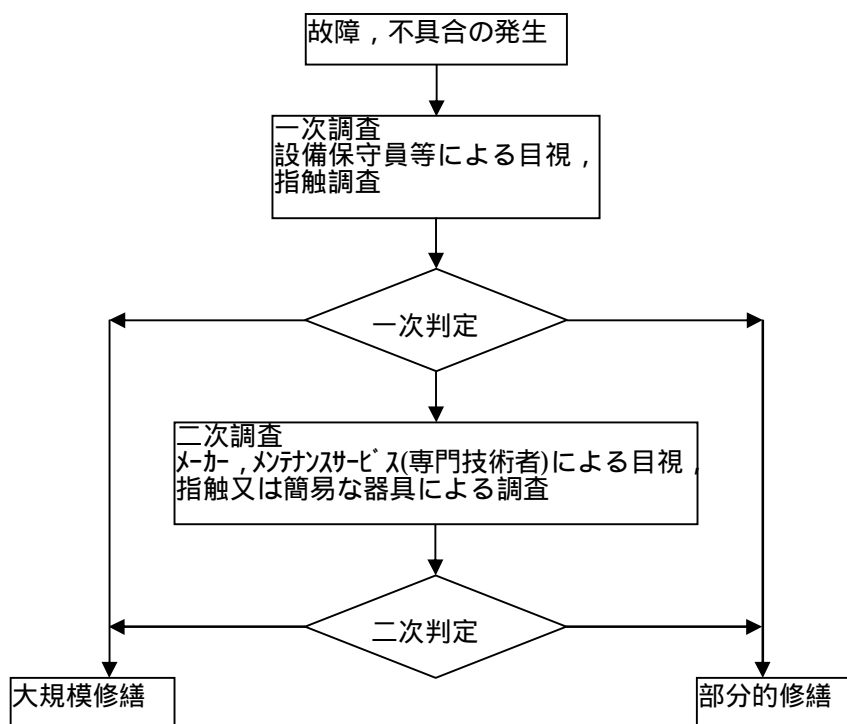 故障，不具合の発生
一次調査
設備保守員等による目視，
指触調査
一次判定
二次調査
ﾒｰｶｰ，ﾒﾝﾃﾅﾝｽｻｰﾋﾞｽ(専門技術者)による目視，
指触又は簡易な器具による調査
二次判定
大規模修繕
部分的修繕